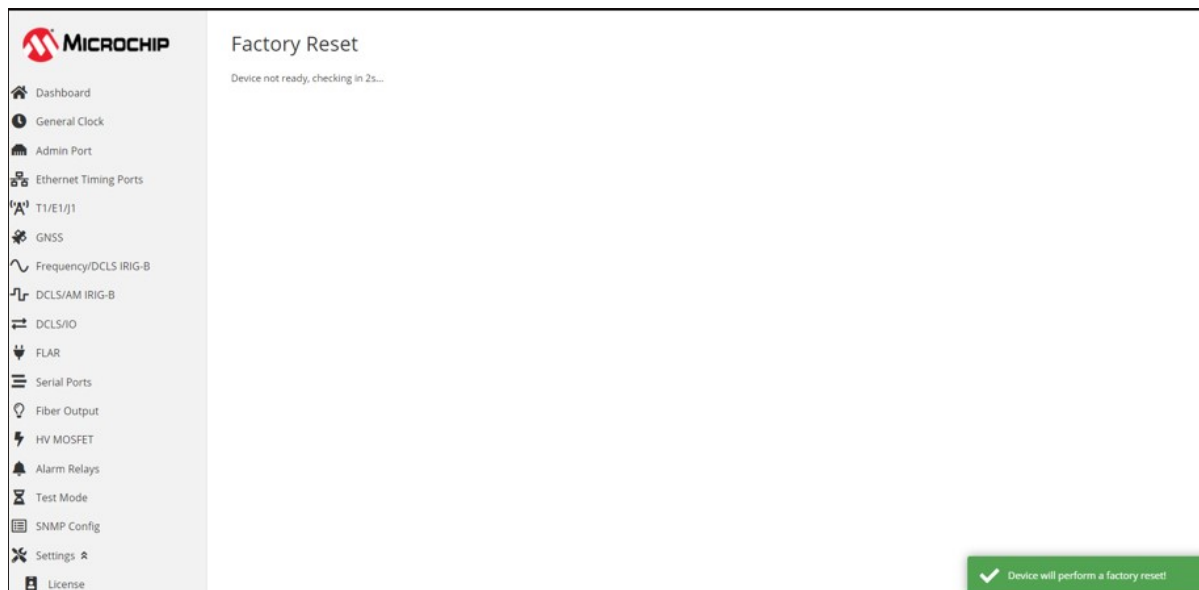 MICROCHIP
Dashboard
General Clock
Admin Port
Ethernet Timing Ports
T1/E1/J1
GNSS
Frequency/DCLS IRIG-B
DCLS/AM IRIG-B
DCLS/IO
FLAR
Serial Ports
Fiber Output
HV MOSFET
Alarm Relays
Test Mode
SNMP Config
Settings
License
Factory Reset
Device not ready, checking in 2s...
Device will perform a factory reset!